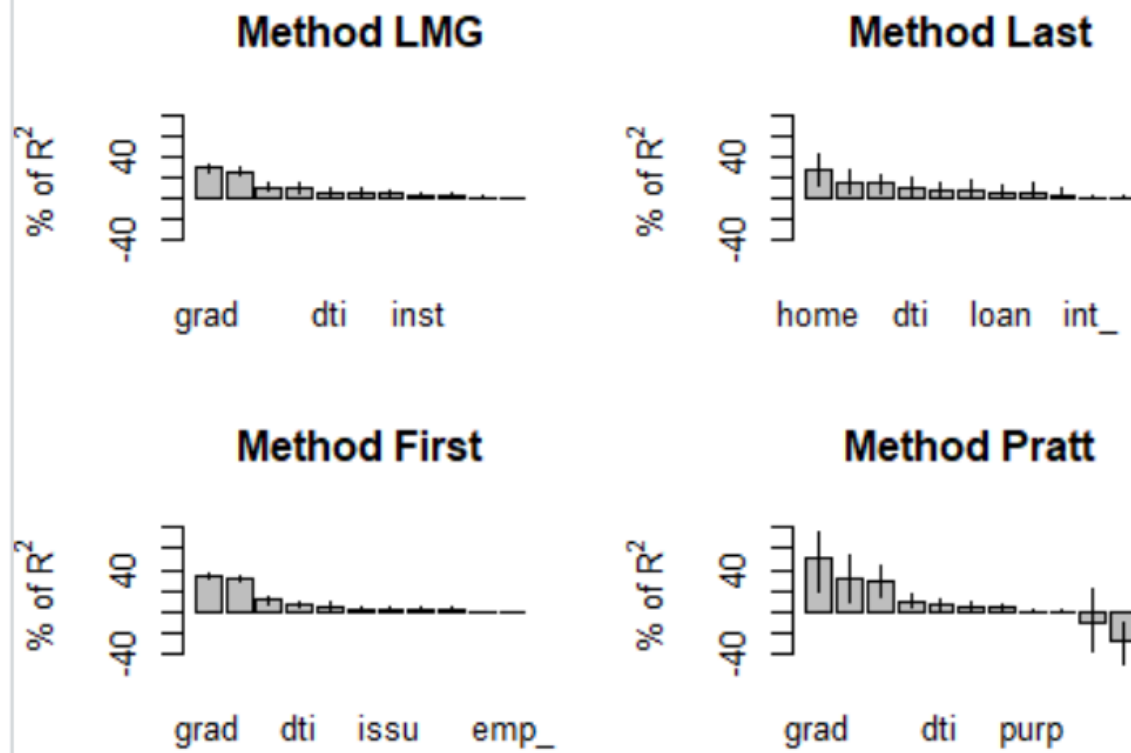 Method LMG
% of R²
40
-40
grad dti inst
Method Last
% of R²
40
-40
home dti loan int_
Method First
% of R²
40
-40
grad dti issu emp_
Method Pratt
% of R²
40
-40
grad dti purp